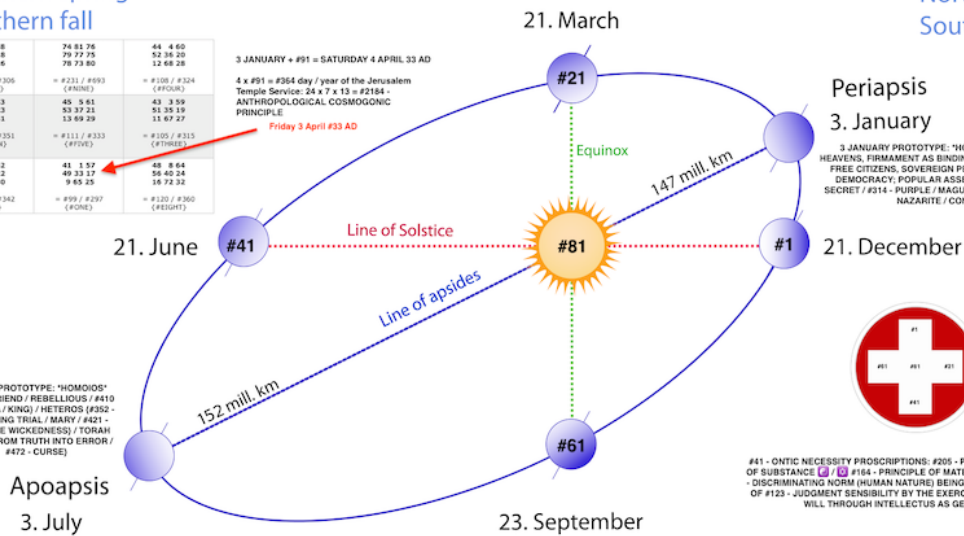 thern fall
21. March
74 81 76
79 77 75
78 73 80
= #231 / #693
{#NINE}
44 4 60
52 36 20
12 68 28
= #108 / #324
{#FOUR}
45 5 61
53 37 21
13 69 29
= #111 / #333
{#FIVE}
43 3 59
51 35 19
11 67 27
= #105 / #315
{#THREE}
41 1 57
49 33 17
9 65 25
= #99 / #297
{#ONE}
48 8 64
56 40 24
16 72 32
= #120 / #360
{#EIGHT}
3 JANUARY + #91 = SATURDAY 4 APRIL 33 AD
4 x #91 = #364 day / year of the Jerusalem
Temple Service: 24 x 7 x 13 = #2184 -
ANTHROPOLOGICAL COSMOGONIC
PRINCIPLE
Friday 3 April #33 AD
#21
Equinox
Periapsis
3. January
3 JANUARY PROTOTYPE: "HO
HEAVENS, FIRMAMENT AS BINDIN
FREE CITIZENS, SOVEREIGN P
DEMOCRACY; POPULAR ASS
SECRET / #314 - PURPLE / MAGU
NAZARITE / CON
147 mill. km
21. June
#41
Line of Solstice
#81
#1
21. December
Line of apsides
152 mill. km
#1
#81
#61
#21
#41
PROTOTYPE: "HOMOIOS"
RIEND / REBELLIOUS / #410
/ KING) / HETEROS {#352 -
NG TRIAL / MARY / #421 -
E WICKEDNESS) / TORAH
ROM TRUTH INTO ERROR /
#472 - CURSE}
Apoapsis
3. July
#61
23. September
#41 - ONTIC NECESSITY PROSCRIPTIONS: #205 -
OF SUBSTANCE / #164 - PRINCIPLE OF MATE
- DISCRIMINATING NORM (HUMAN NATURE) BEING
OF #123 - JUDGMENT SENSIBILITY BY THE EXERC
WILL THROUGH INTELLECTUS AS GE